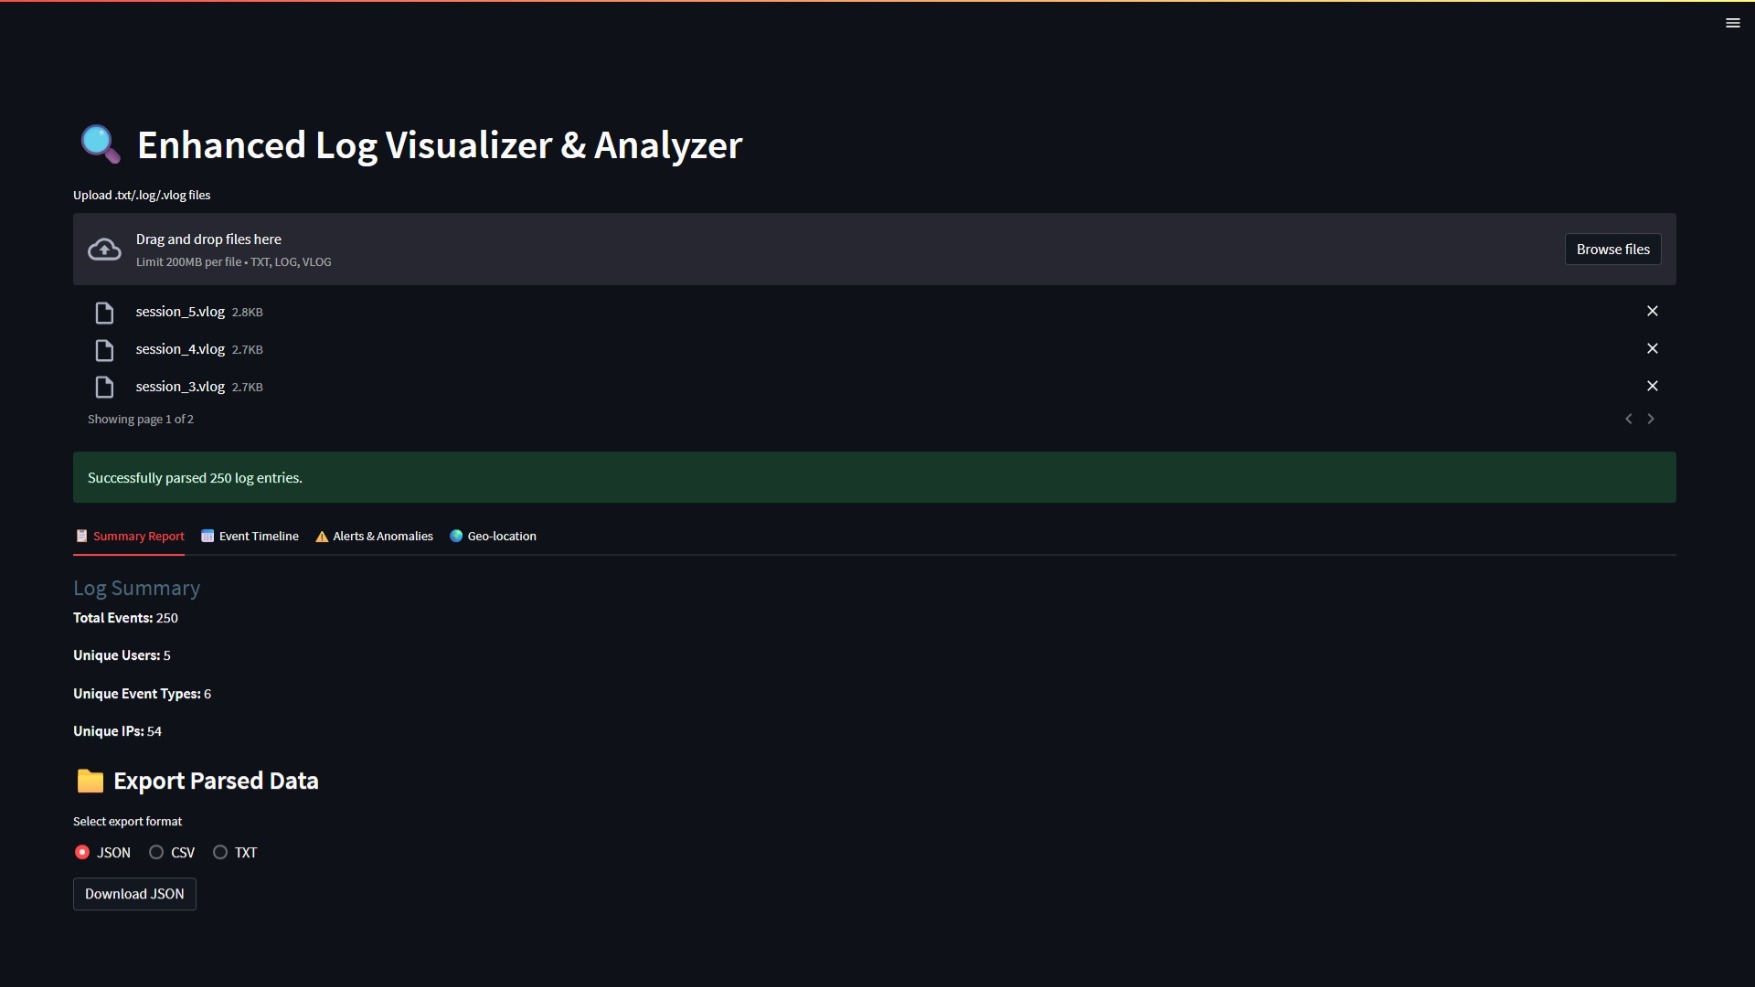 Enhanced Log Visualizer & Analyzer
Upload .txt/.log/.vlog files
Drag and drop files here
Limit 200MB per file • TXT, LOG, VLOG
Browse files
session_5.vlog 2.8KB
session_4.vlog 2.7KB
session_3.vlog 2.7KB
Showing page 1 of 2
Successfully parsed 250 log entries.
Summary Report Event Timeline Alerts & Anomalies Geo-location
Log Summary
Total Events: 250
Unique Users: 5
Unique Event Types: 6
Unique IPs: 54
Export Parsed Data
Select export format
JSON CSV TXT
Download JSON